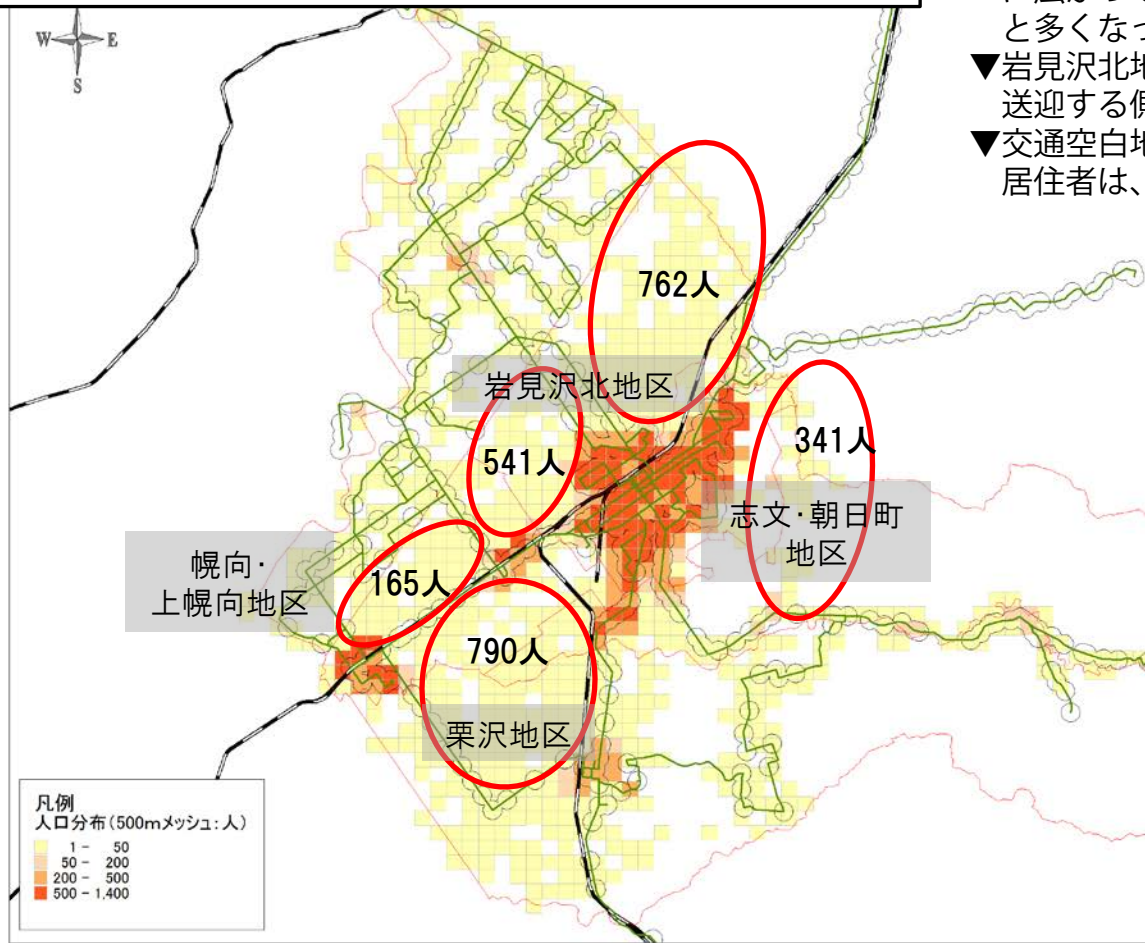 と多くなっ
▼岩見沢北地
送迎する側
▼交通空白地
居住者は、
W E
S
762人
岩見沢北地区
541人
341人
志文・朝日町
地区
幌向・
上幌向地区
165人
790人
栗沢地区
凡例
人口分布(500mメッシュ:人)
1 - 50
50 - 200
200 - 500
500 - 1,400